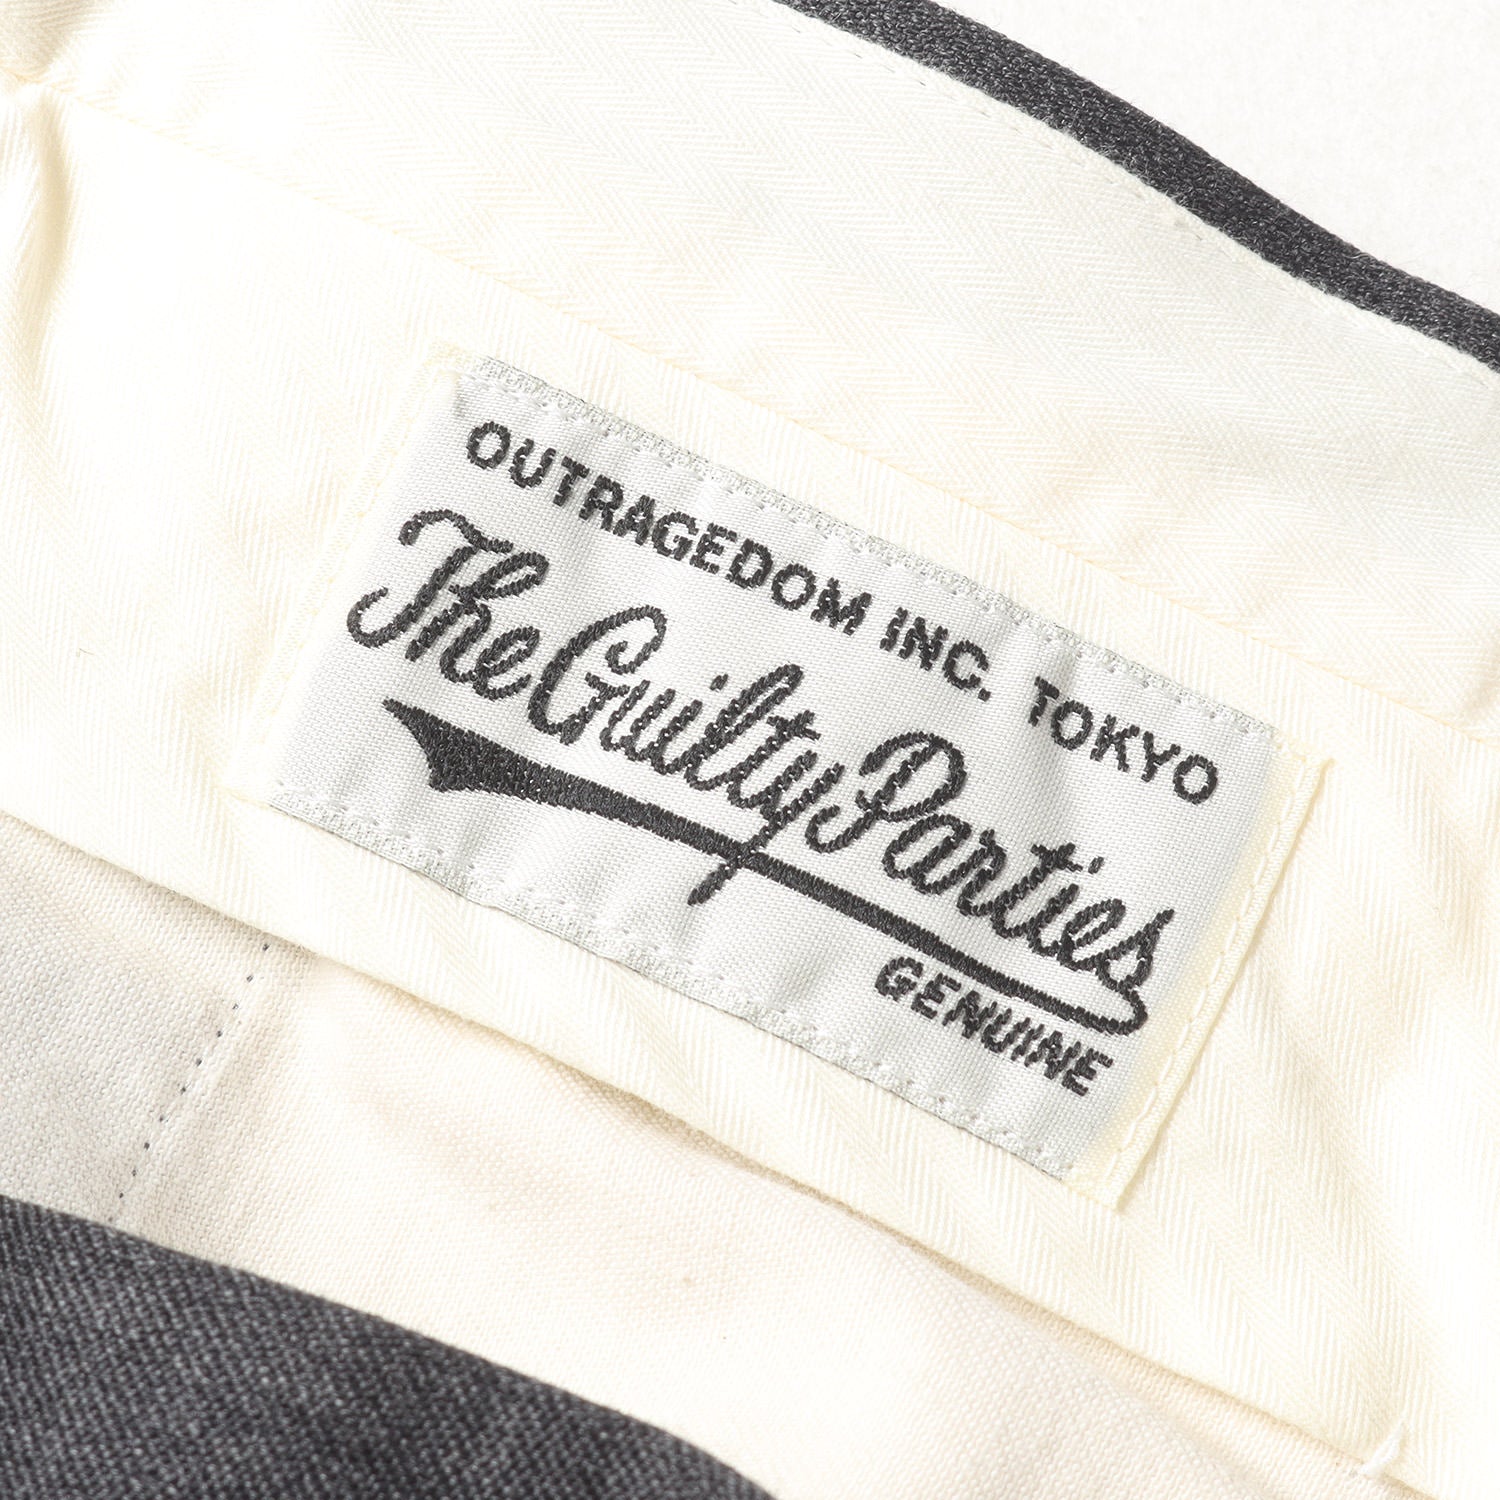 OUTRAGEDOM INC. TOKYO
The Guilty Parties
GENUINE